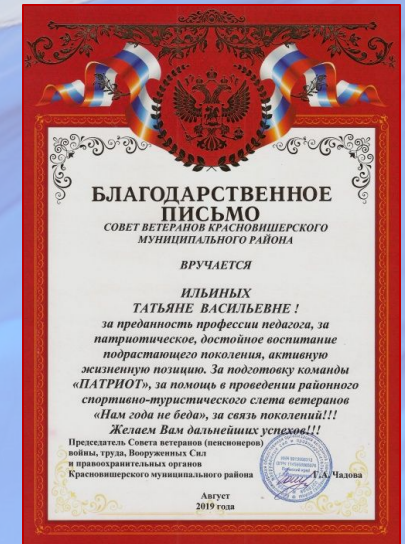 БЛАГОДАРСТВЕННОЕ
ПИСЬМО
СОВЕТ ВЕТЕРАНОВ КРАСНОВИШЕРСКОГО
МУНИЦИПАЛЬНОГО РАЙОНА
ВРУЧАЕТСЯ
ИЛЬИНЫХ
ТАТЬЯНЕ ВАСИЛЬЕВНЕ !
за преданность профессии педагога, за
патриотическое, достойное воспитание
подрастающего поколения, активную
жизненную позицию. За подготовку команды
«ПАТРИОТ», за помощь в проведении районного
спортивно-туристического слета ветеранов
«Нам года не беда», за связь поколений!!!
Желаем Вам дальнейших успехов!!!
Председатель Совета ветеранов (пенсионеров)
войны, труда, Вооруженных Сил
и правоохранительных органов
Красновишерского муниципального района Г.А. Чадова
Август
2019 года